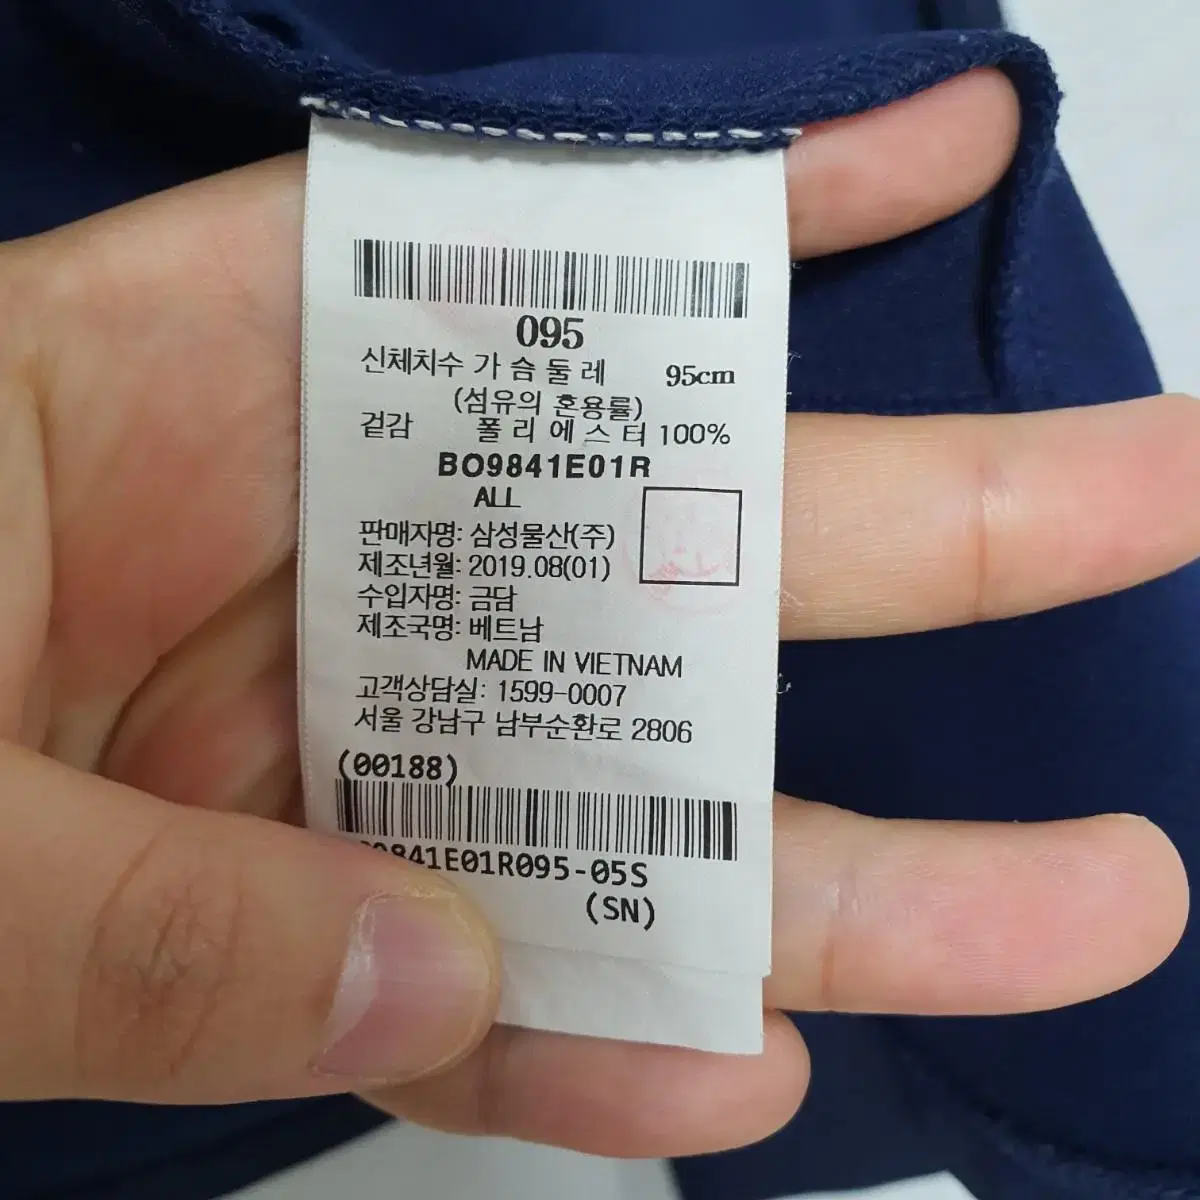 095
신체치수 가슴둘레 95cm
(섬유의 혼용률)
겉감 폴리에스터 100%
BO9841E01R
ALL
판매자명: 삼성물산(주)
제조년월: 2019.08(01)
수입자명: 금담
제조국명: 베트남
MADE IN VIETNAM
고객상담실: 1599-0007
서울 강남구 남부순환로 2806
(00188)
9841E01R095-05S
(SN)